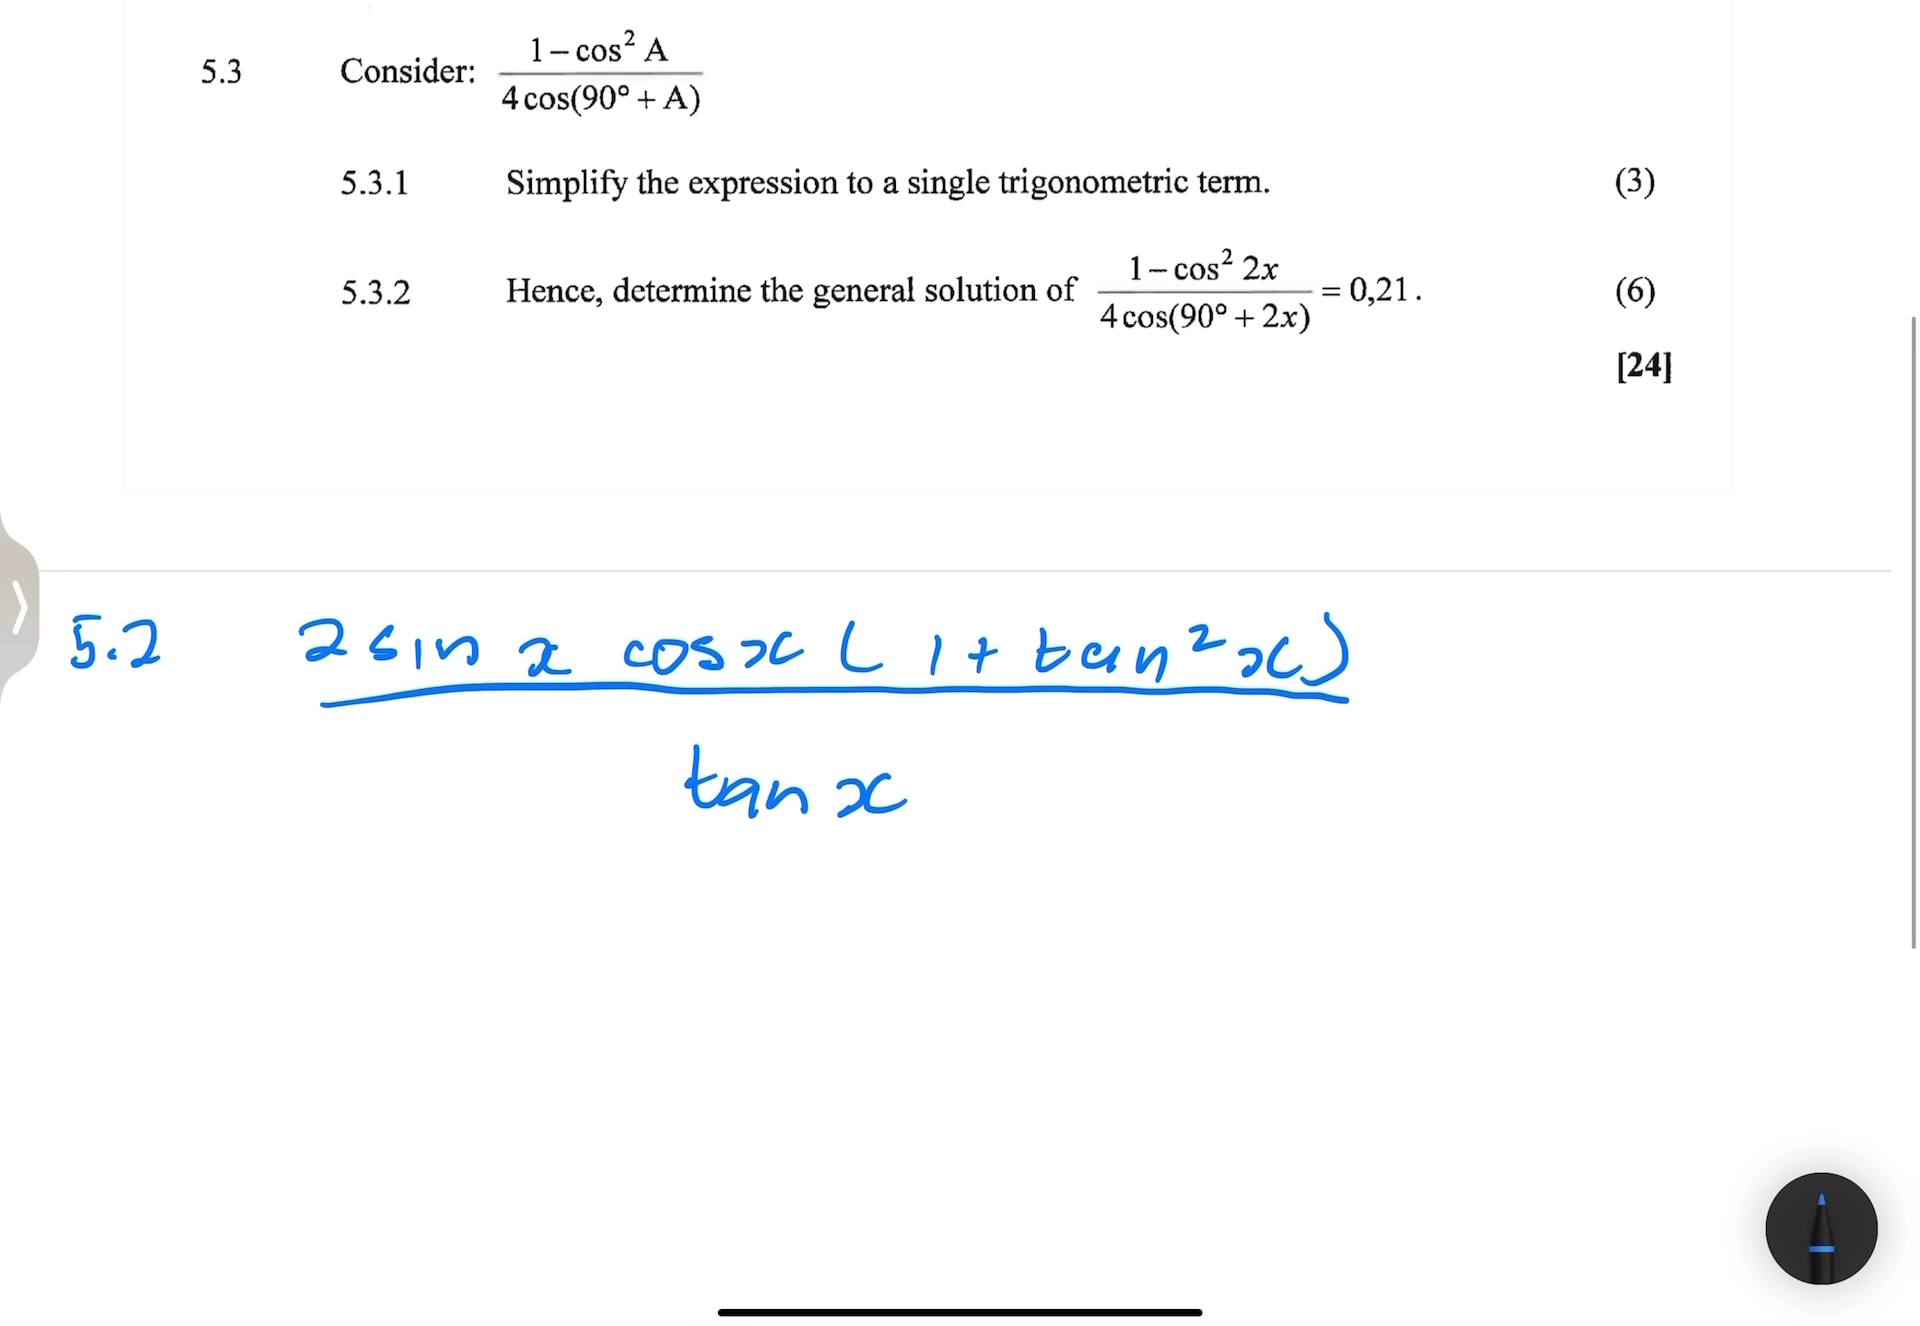 5.3 Consider: (1 – cos² A) / (4 cos(90° + A))
5.3.1 Simplify the expression to a single trigonometric term. (3)
5.3.2 Hence, determine the general solution of (1 – cos² 2x) / (4 cos(90° + 2x)) = 0,21. (6)
[24]
5.2 2 sin x cos x (1 + tan² x)
tan x